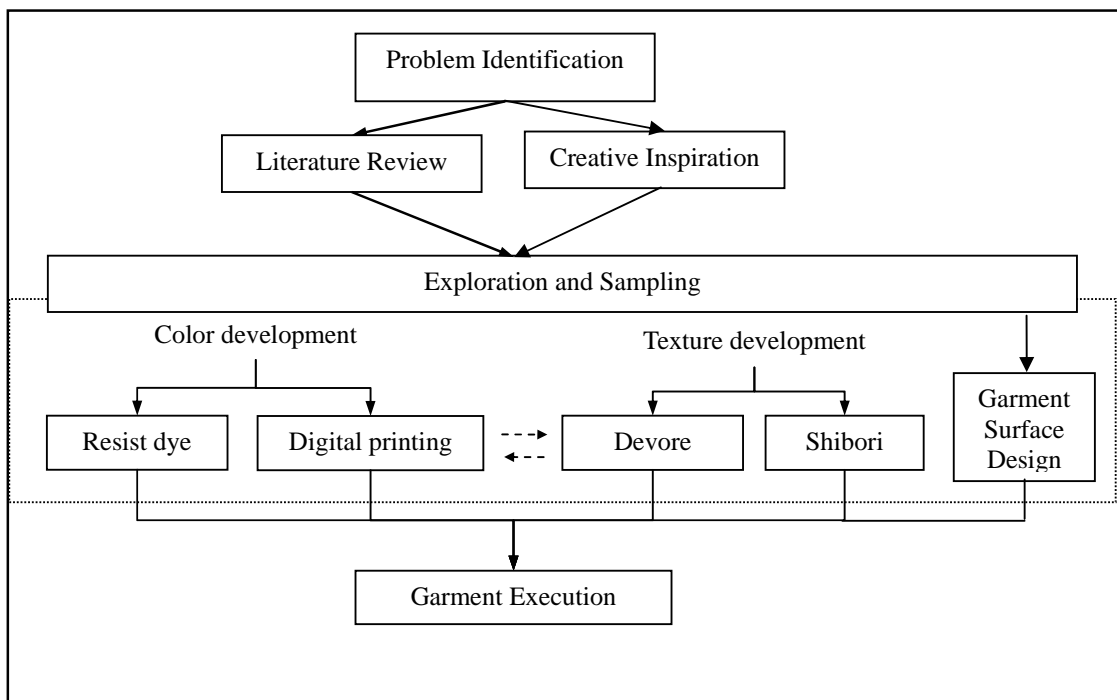 Problem Identification
Literature Review
Creative Inspiration
Exploration and Sampling
Color development
Texture development
Resist dye
Digital printing
Devore
Shibori
Garment
Surface
Design
Garment Execution